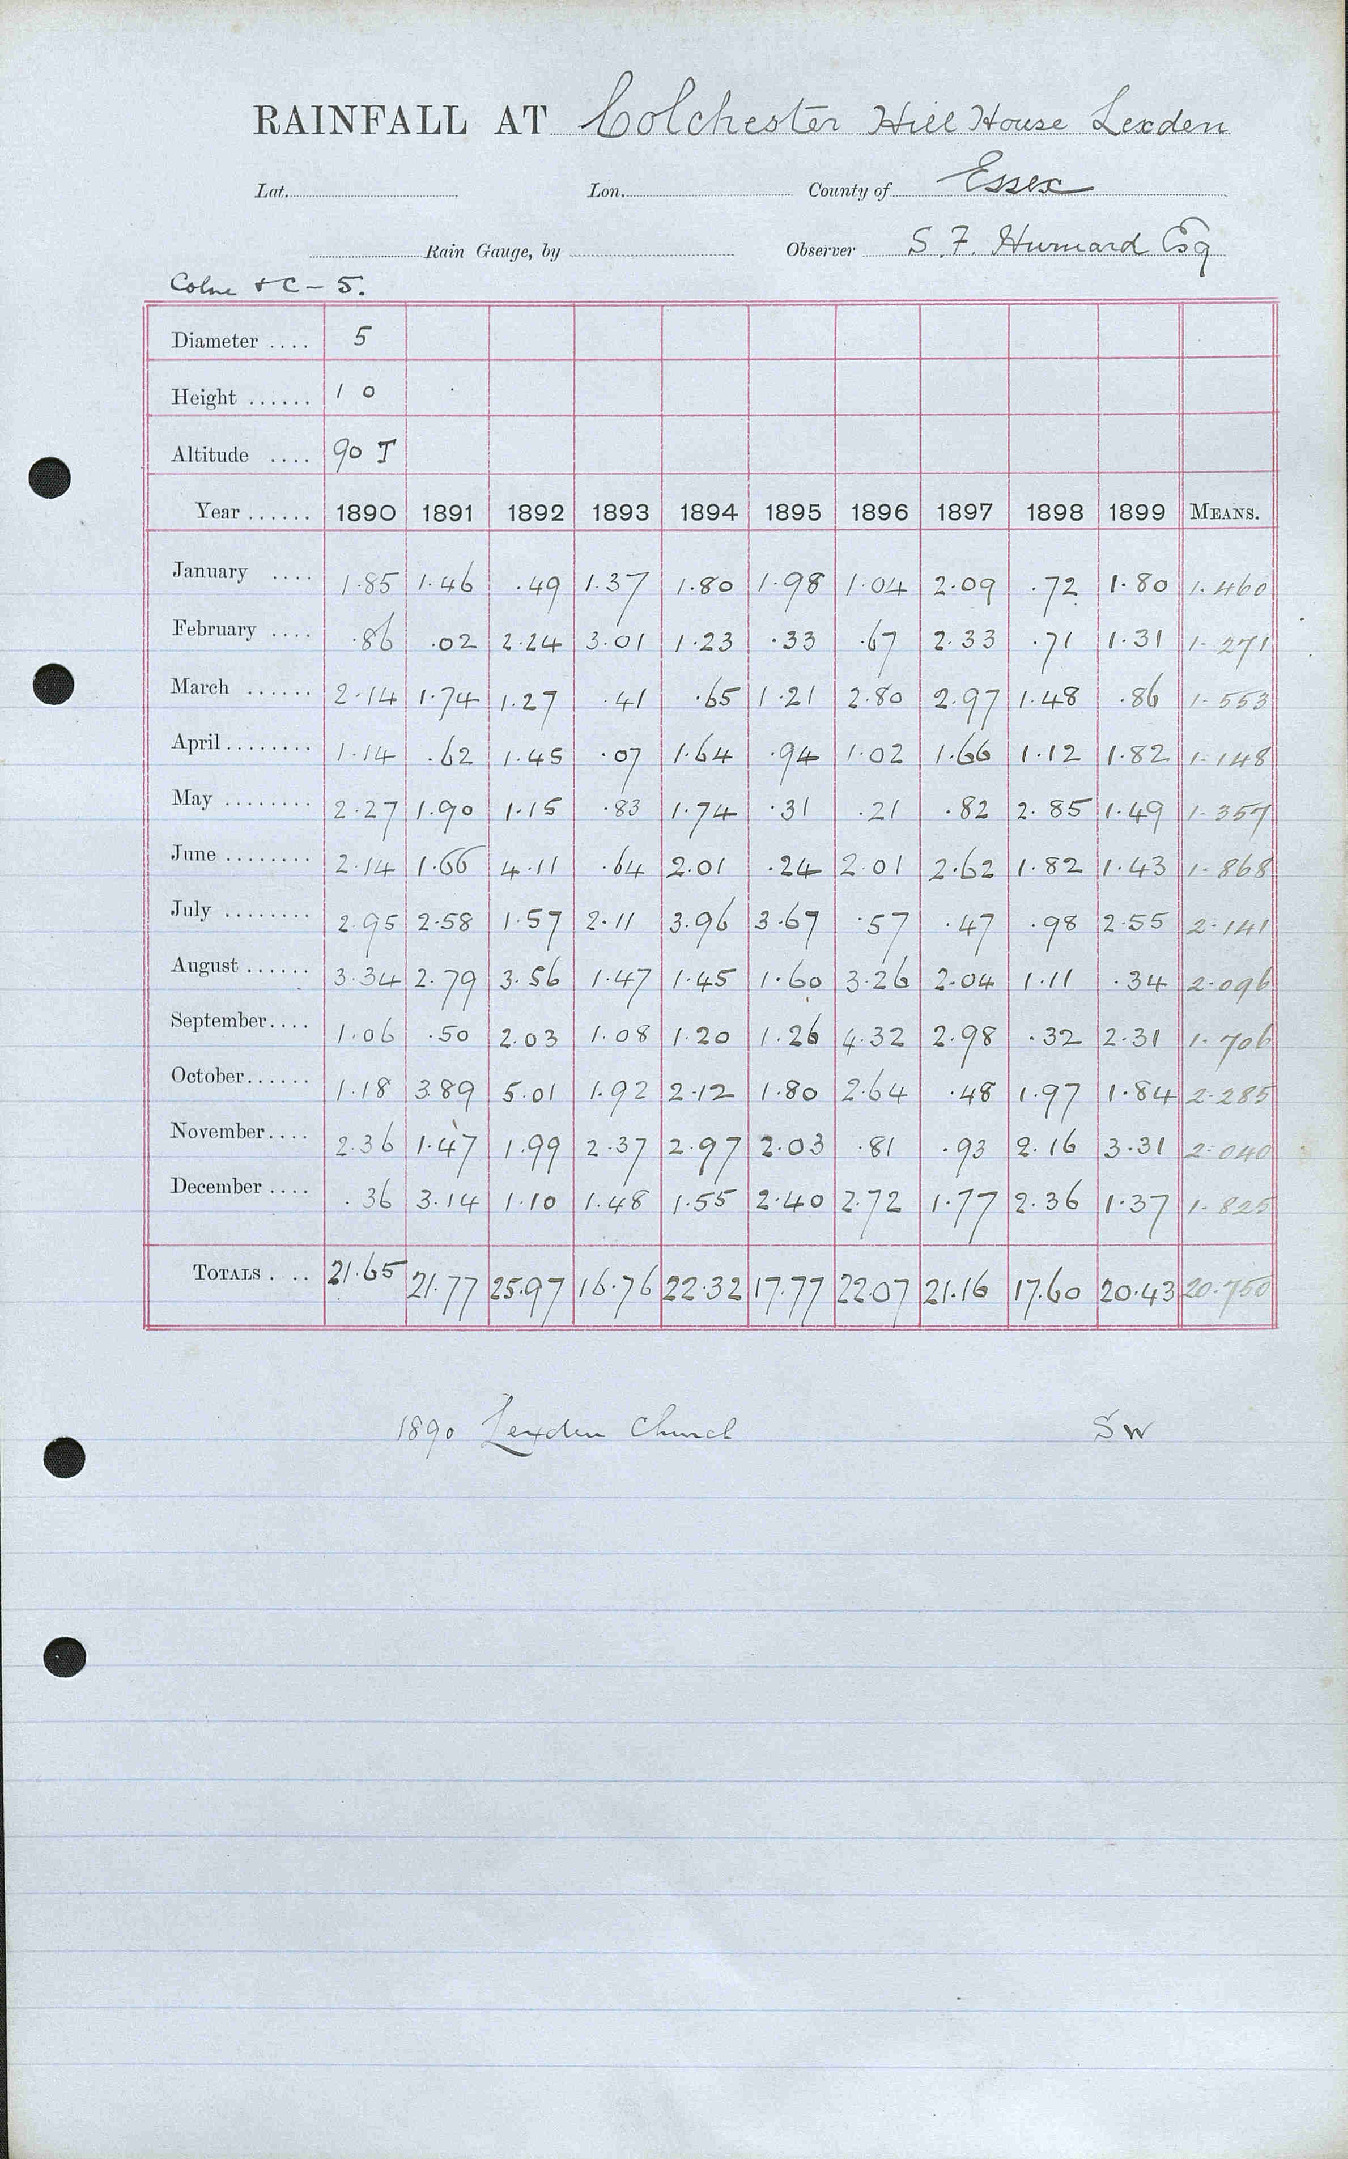 RAINFALL AT Colchester Hill House Lexden
Lat. Lon. County of Essex
Rain Gauge, by Observer S. F. Hurnard Esq
Colne & C - 5.
Diameter .... 5
Height ...... 1 0
Altitude .... 90 T
Year ...... 1890 1891 1892 1893 1894 1895 1896 1897 1898 1899 MEANS.
January .... 1.85 1.46 .49 1.37 1.80 1.98 1.04 2.09 .72 1.80 1.460
February .... .86 .02 2.24 3.01 1.23 .33 .67 2.33 .71 1.31 1.271
March ...... 2.14 1.74 1.27 .41 .65 1.21 2.80 2.97 1.48 .86 1.553
April ........ 1.14 .62 1.45 .07 1.64 .94 1.02 1.66 1.12 1.82 1.148
May ........ 2.27 1.90 1.15 .83 1.74 .31 .21 .82 2.85 1.49 1.357
June ........ 2.14 1.66 4.11 .64 2.01 .24 2.01 2.62 1.82 1.43 1.868
July ........ 2.95 2.58 1.57 2.11 3.96 3.67 .57 .47 .98 2.55 2.141
August ...... 3.34 2.79 3.56 1.47 1.45 1.60 3.26 2.04 1.11 .34 2.096
September.... 1.06 .50 2.03 1.08 1.20 1.26 4.32 2.98 .32 2.31 1.706
October...... 1.18 3.89 5.01 1.92 2.12 1.80 2.64 .48 1.97 1.84 2.285
November.... 2.36 1.47 1.99 2.37 2.97 2.03 .81 .93 2.16 3.31 2.040
December .... .36 3.14 1.10 1.48 1.55 2.40 2.72 1.77 2.36 1.37 1.825
TOTALS . .. 21.65 21.77 25.97 16.76 22.32 17.77 22.07 21.16 17.60 20.43 20.750
1890 Lexden Church SW